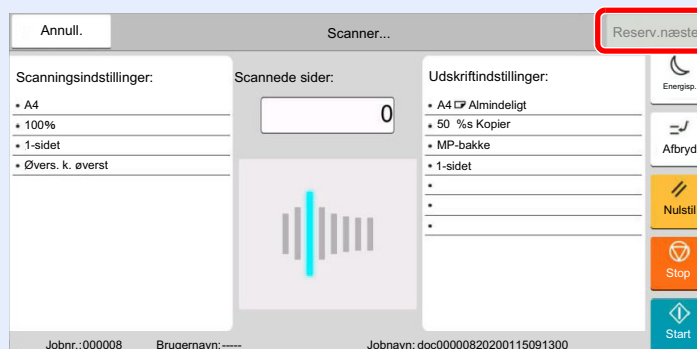 Annull.
Scanner...
Reserv.næste
Scanningsindstillinger:
• A4
• 100%
• 1-sidet
• Øvers. k. øverst
Scannede sider:
0
Udskriftindstillinger:
• A4 Almindeligt
• 50 %s Kopier
• MP-bakke
• 1-sidet
•
•
•
Energisp.
Afbryd
Nulstil
Stop
Start
Jobnr.:000008 Brugernavn:----- Jobnavn: doc00000820200115091300